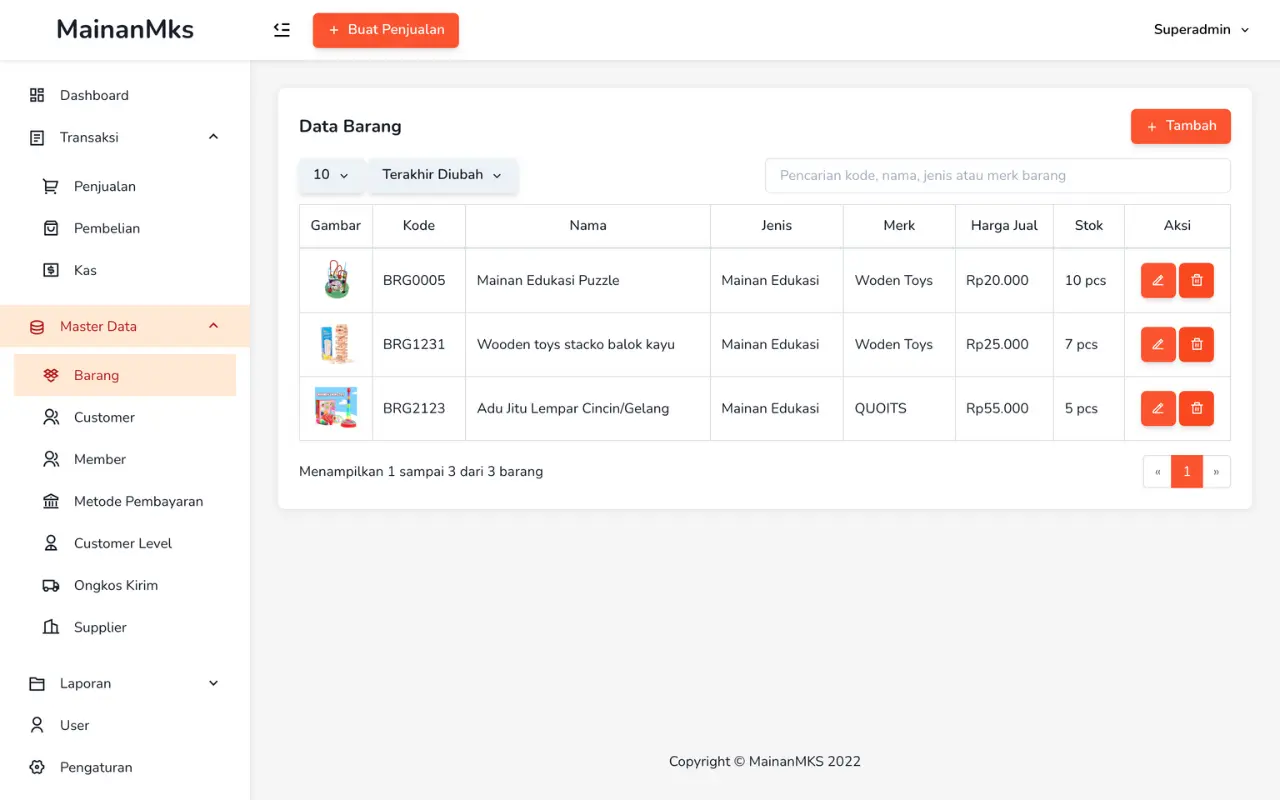 MainanMks
+ Buat Penjualan
Superadmin
Dashboard
Transaksi
Penjualan
Pembelian
Kas
Master Data
Barang
Customer
Member
Metode Pembayaran
Customer Level
Ongkos Kirim
Supplier
Laporan
User
Pengaturan
Data Barang
+ Tambah
10 Terakhir Diubah Pencarian kode, nama, jenis atau merk barang
Gambar Kode Nama Jenis Merk Harga Jual Stok Aksi
BRG0005 Mainan Edukasi Puzzle Mainan Edukasi Woden Toys Rp20.000 10 pcs
BRG1231 Wooden toys stacko balok kayu Mainan Edukasi Woden Toys Rp25.000 7 pcs
BRG2123 Adu Jitu Lempar Cincin/Gelang Mainan Edukasi QUOITS Rp55.000 5 pcs
Menampilkan 1 sampai 3 dari 3 barang
« 1 »
Copyright © MainanMKS 2022